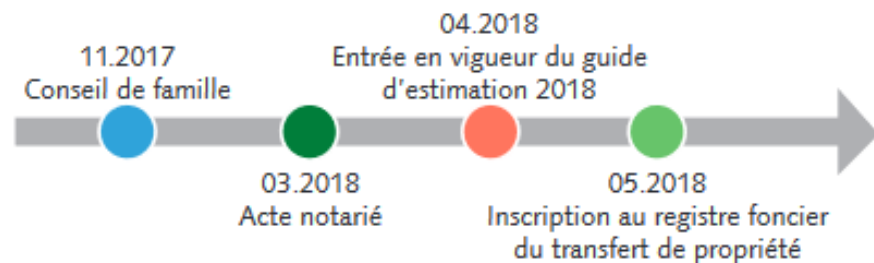 11.2017
Conseil de famille
03.2018
Acte notarié
04.2018
Entrée en vigueur du guide
d'estimation 2018
05.2018
Inscription au registre foncier
du transfert de propriété